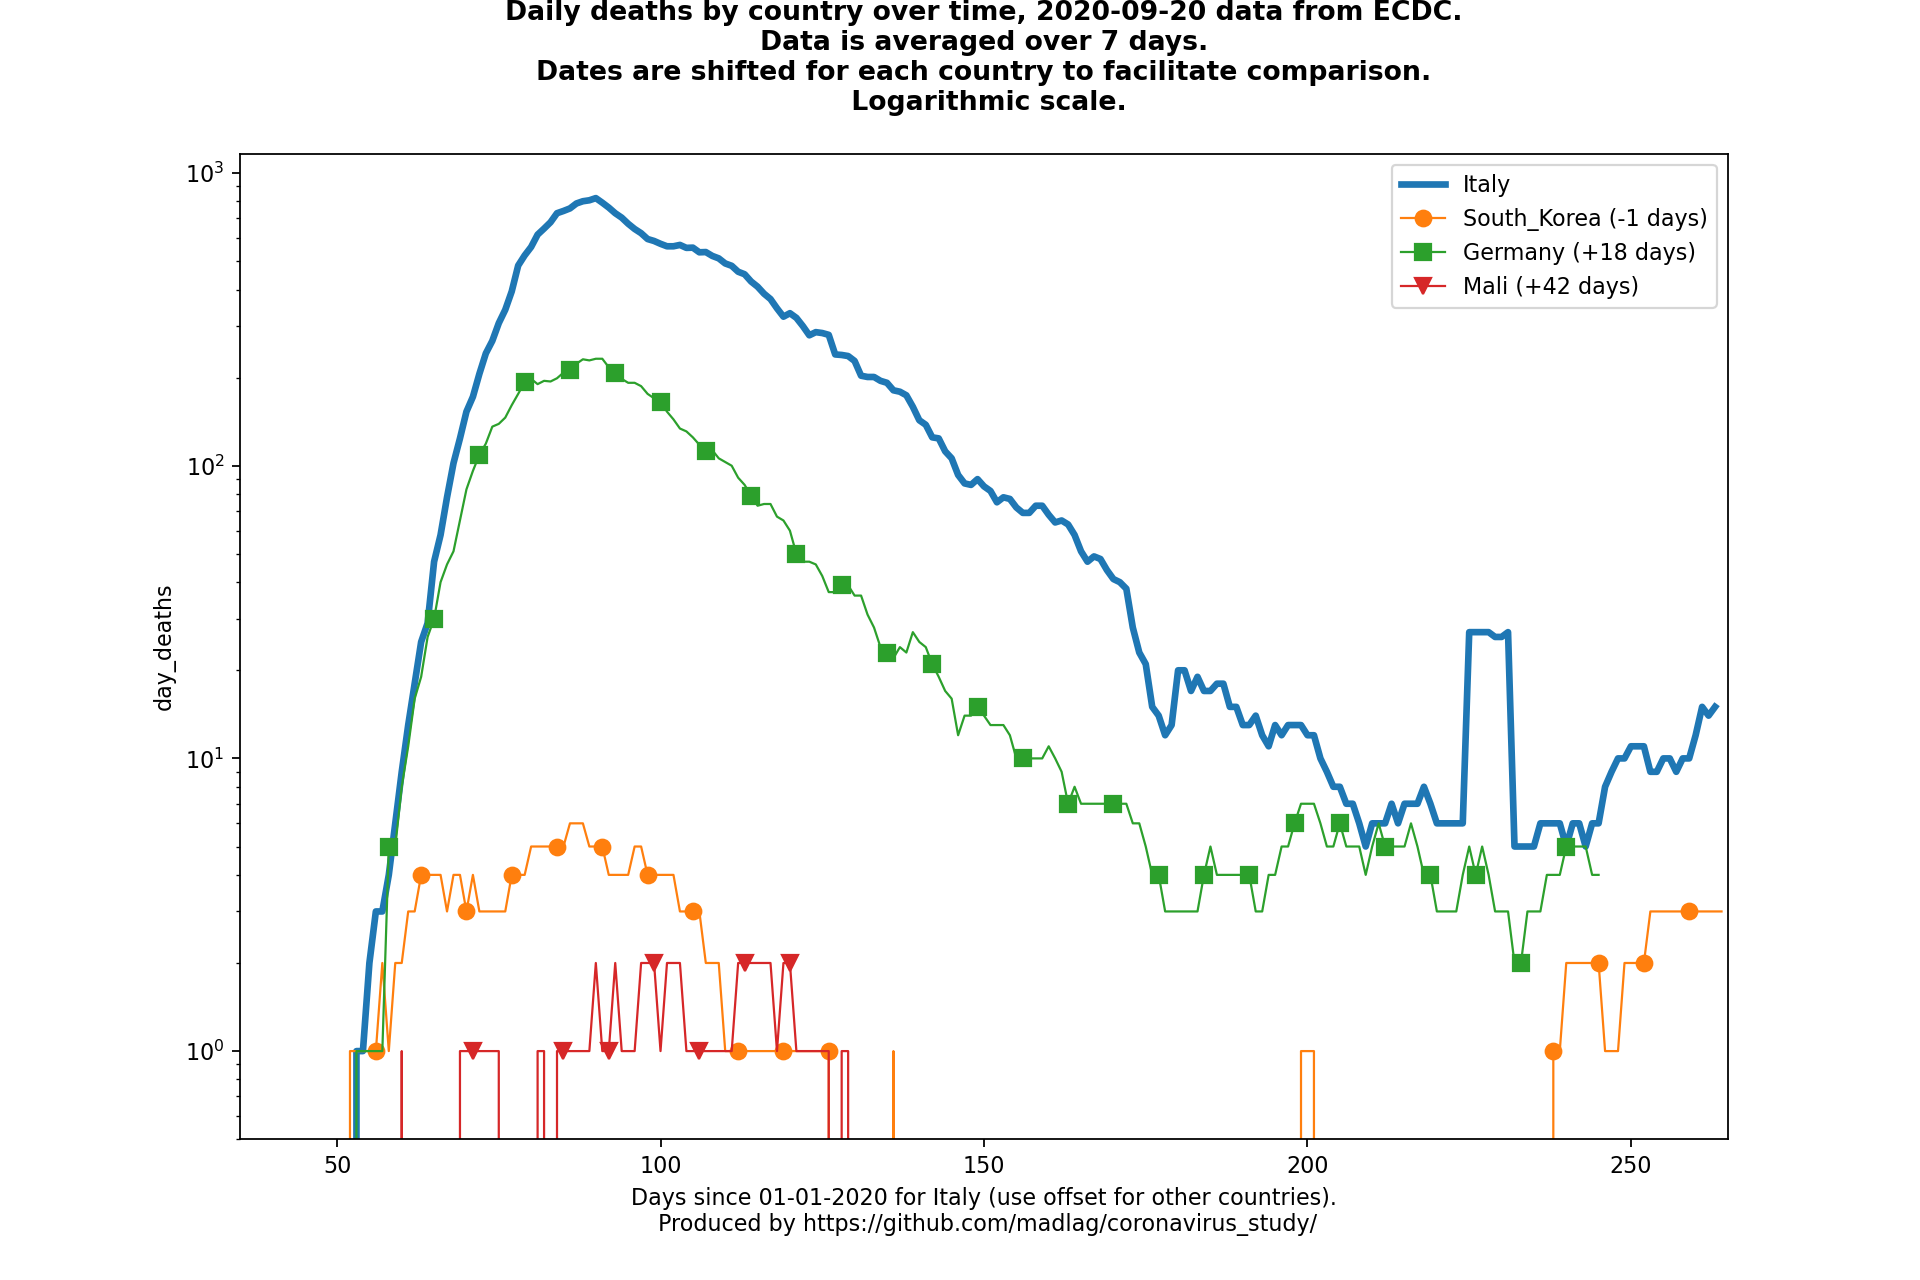 Daily deaths by country over time, 2020-09-20 data from ECDC.
Data is averaged over 7 days.
Dates are shifted for each country to facilitate comparison.
Logarithmic scale.
10³
10²
10¹
10⁰
day_deaths
Italy
South_Korea (-1 days)
Germany (+18 days)
Mali (+42 days)
50
100
150
200
250
Days since 01-01-2020 for Italy (use offset for other countries).
Produced by https://github.com/madlag/coronavirus_study/